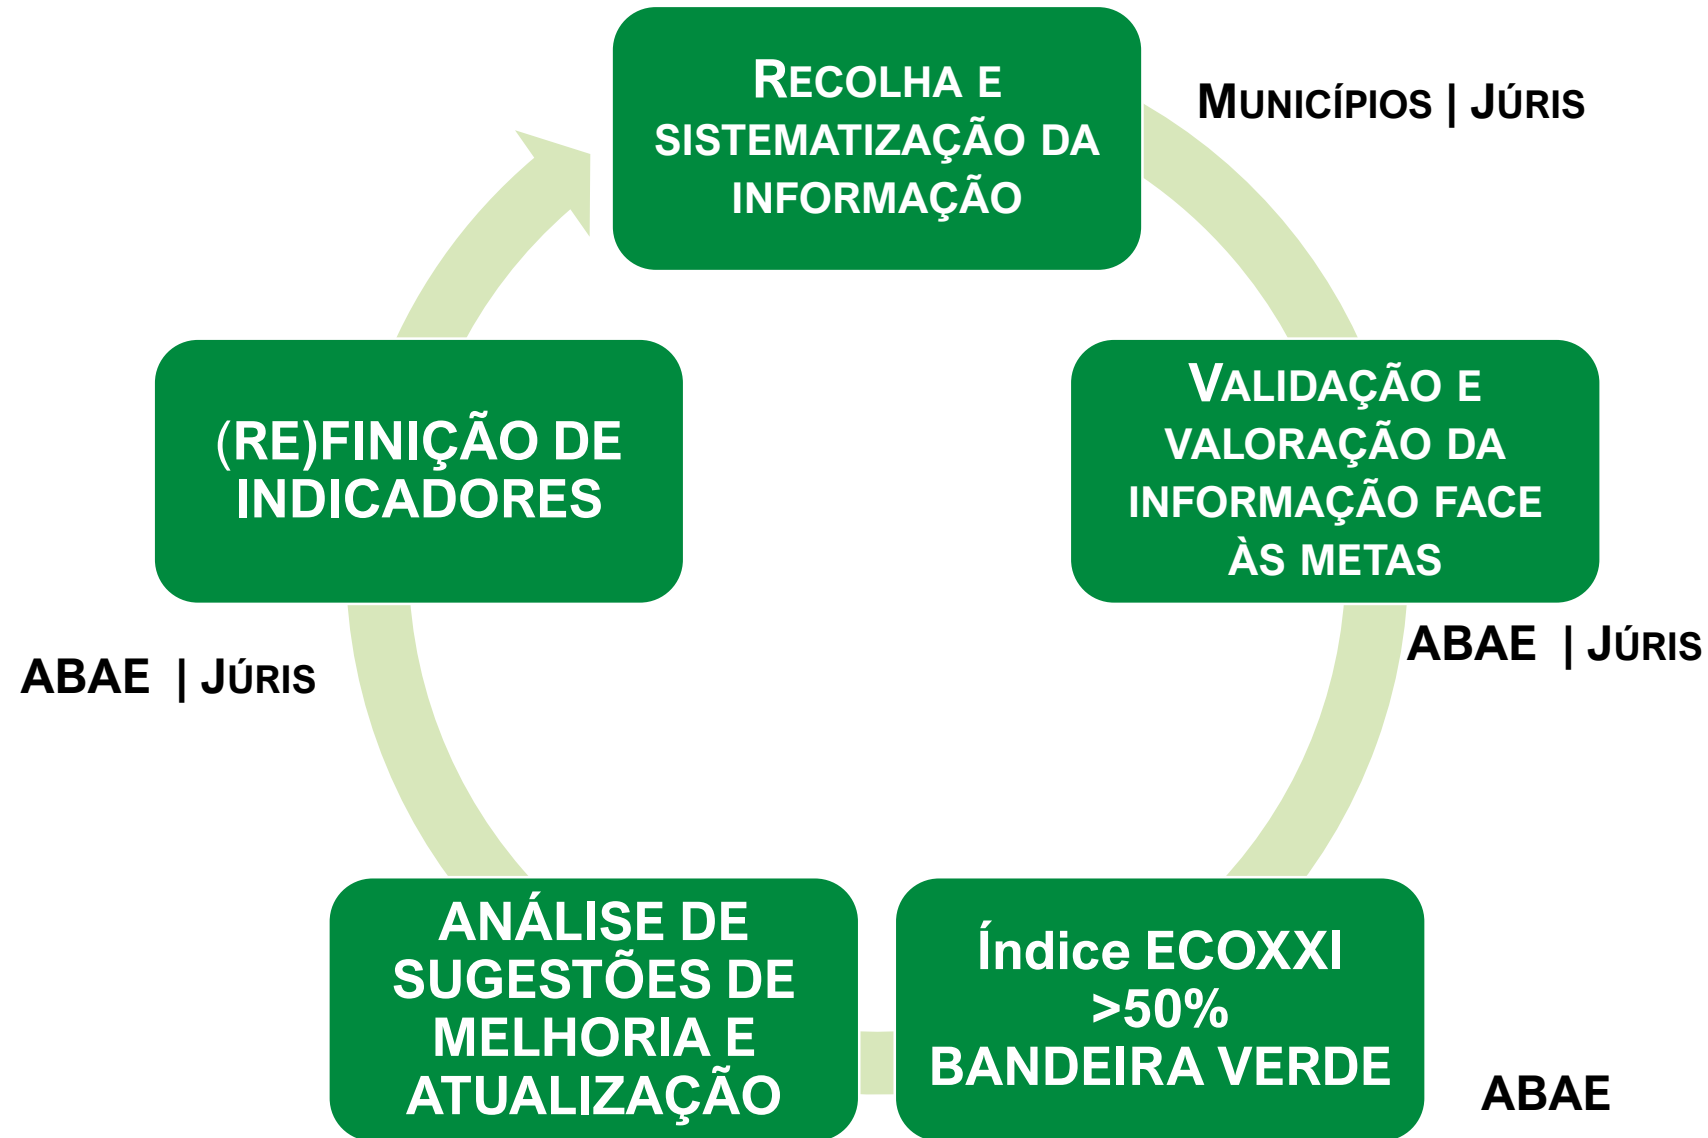 RECOLHA E
SISTEMATIZAÇÃO DA
INFORMAÇÃO
MUNICÍPIOS | JÚRIS
VALIDAÇÃO E
VALORAÇÃO DA
INFORMAÇÃO FACE
ÀS METAS
ABAE | JÚRIS
Índice ECOXXI
>50%
BANDEIRA VERDE
ABAE
ANÁLISE DE
SUGESTÕES DE
MELHORIA E
ATUALIZAÇÃO
ABAE | JÚRIS
(RE)FINIÇÃO DE
INDICADORES